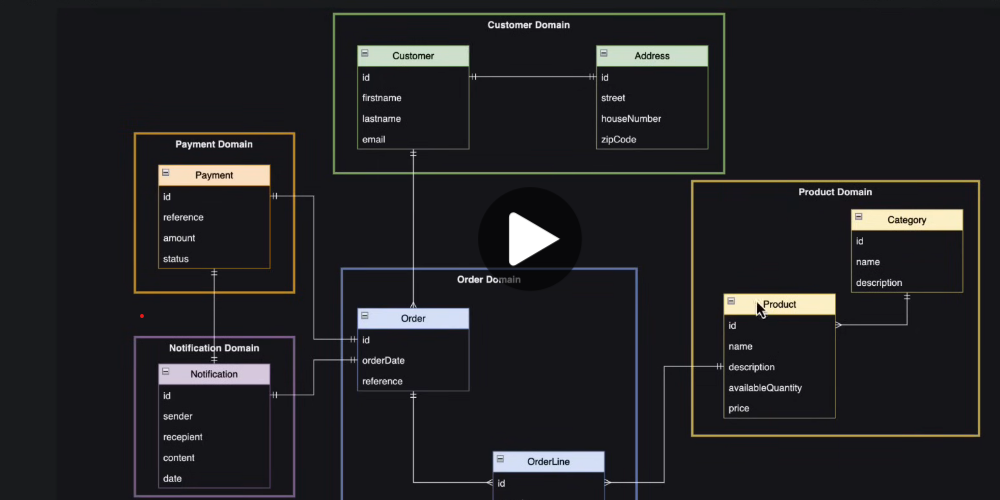 Customer Domain
Customer
id
firstname
lastname
email
Address
id
street
houseNumber
zipCode
Payment Domain
Payment
id
reference
amount
status
Product Domain
Category
id
name
description
Product
id
name
description
availableQuantity
price
Order Domain
Order
id
orderDate
reference
OrderLine
id
Notification Domain
Notification
id
sender
recepient
content
date